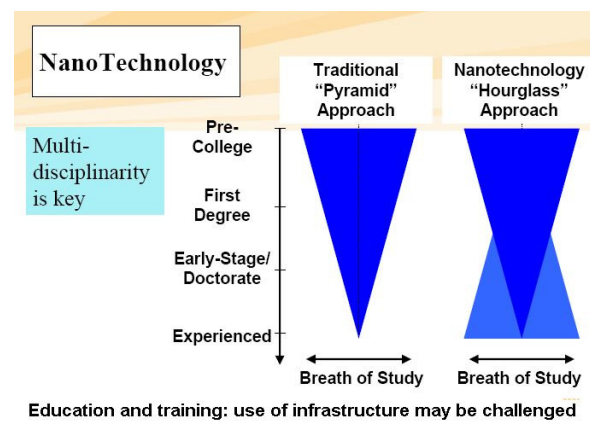 NanoTechnology
Multi-
disciplinarity
is key
Traditional
“Pyramid”
Approach
Nanotechnology
“Hourglass”
Approach
Pre-
College
First
Degree
Early-Stage/
Doctorate
Experienced
Breath of Study
Breath of Study
Education and training: use of infrastructure may be challenged